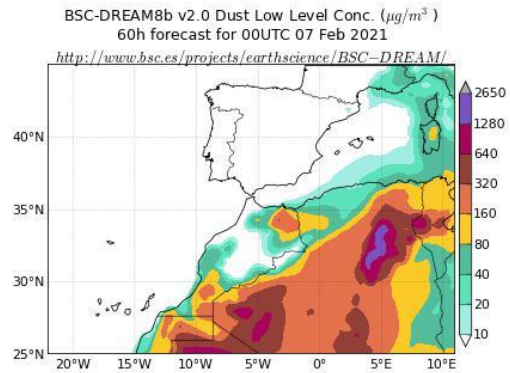 BSC-DREAM8b v2.0 Dust Low Level Conc. (μg/m³ )
60h forecast for 00UTC 07 Feb 2021
http://www.bsc.es/projects/earthscience/BSC−DREAM/
2650
1280
640
320
160
80
40
20
10
40°N
35°N
30°N
25°N
20°W 15°W 10°W 5°W 0° 5°E 10°E